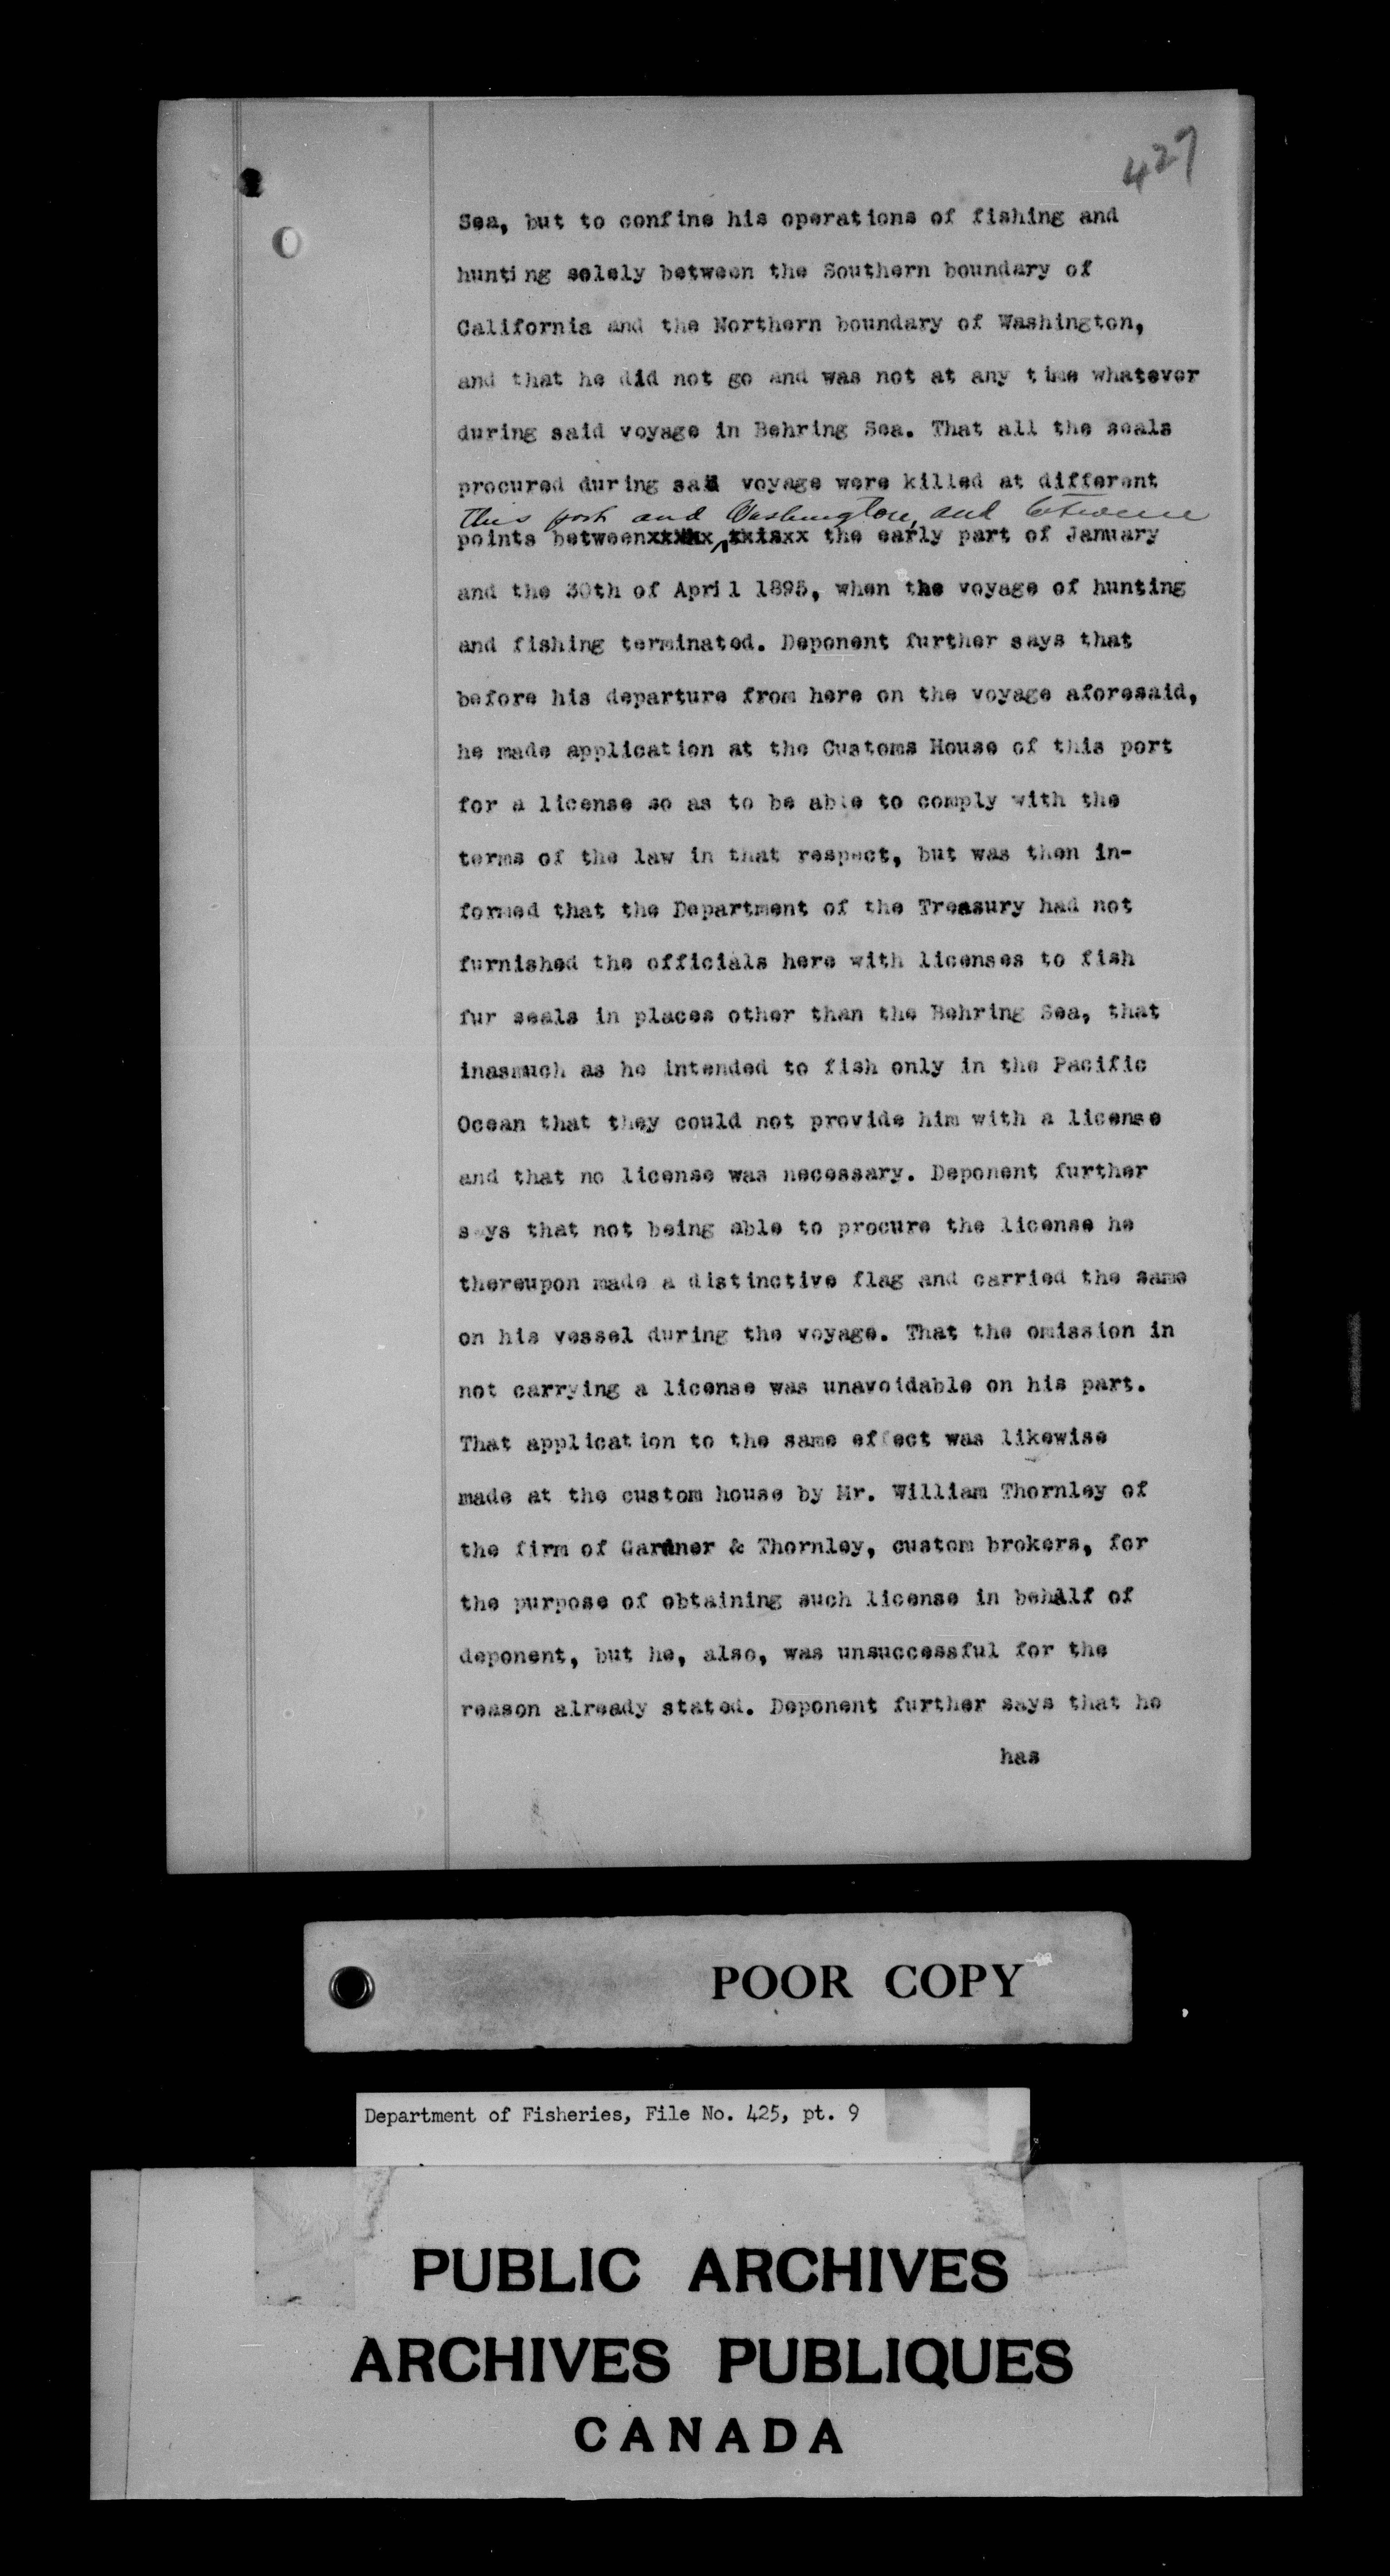 427
Sea, but to confine his operations of fishing and
hunting solely between the Southern boundary of
California and the Northern boundary of Washington,
and that he did not go and was not at any time whatever
during said voyage in Behring Sea. That all the seals
procured during said voyage were killed at different
this port and Washington, and between
points betweenxxxxxx xxisxx the early part of January
and the 30th of April 1895, when the voyage of hunting
and fishing terminated. Deponent further says that
before his departure from here on the voyage aforesaid,
he made application at the Customs House of this port
for a license so as to be able to comply with the
terms of the law in that respect, but was then in-
formed that the Department of the Treasury had not
furnished the officials here with licenses to fish
fur seals in places other than the Behring Sea, that
inasmuch as he intended to fish only in the Pacific
Ocean that they could not provide him with a license
and that no license was necessary. Deponent further
says that not being able to procure the license he
thereupon made a distinctive flag and carried the same
on his vessel during the voyage. That the omission in
not carrying a license was unavoidable on his part.
That application to the same effect was likewise
made at the custom house by Mr. William Thornley of
the firm of Gardner & Thornley, custom brokers, for
the purpose of obtaining such license in behalf of
deponent, but he, also, was unsuccessful for the
reason already stated. Deponent further says that he
has
POOR COPY
Department of Fisheries, File No. 425, pt. 9
PUBLIC ARCHIVES
ARCHIVES PUBLIQUES
CANADA